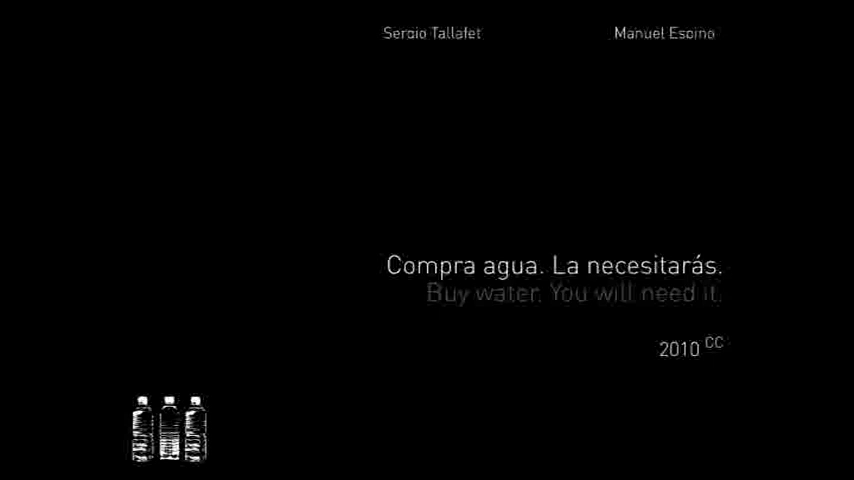 Sergio Tallafet Manuel Espino
Compra agua. La necesitarás.
Buy water. You will need it.
2010 CC